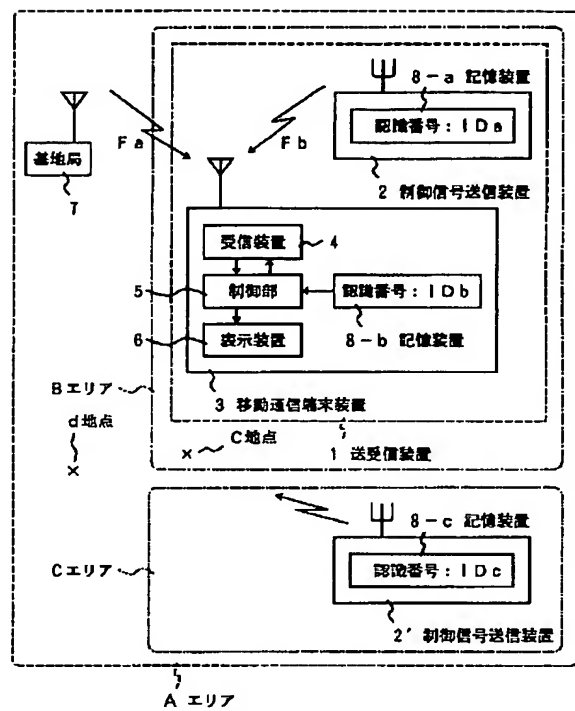 8-a 記憶装置
認識番号:IDa
2 制御信号送信装置
Fa
Fb
基地局
7
受信装置
4
5
制御部
認識番号:IDb
8-b 記憶装置
6
表示装置
3 移動通信端末装置
Bエリア
d地点
×
× C地点
1 送受信装置
8-c 記憶装置
認識番号:IDc
2' 制御信号送信装置
Cエリア
A エリア